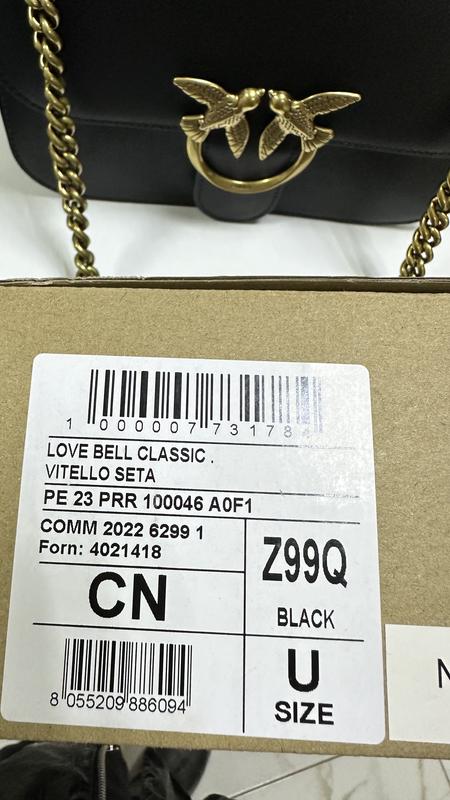 1 000007 73178
LOVE BELL CLASSIC .
VITELLO SETA
PE 23 PRR 100046 A0F1
COMM 2022 6299 1
Forn: 4021418
Z99Q
BLACK
CN
U
SIZE
8 055209 886094